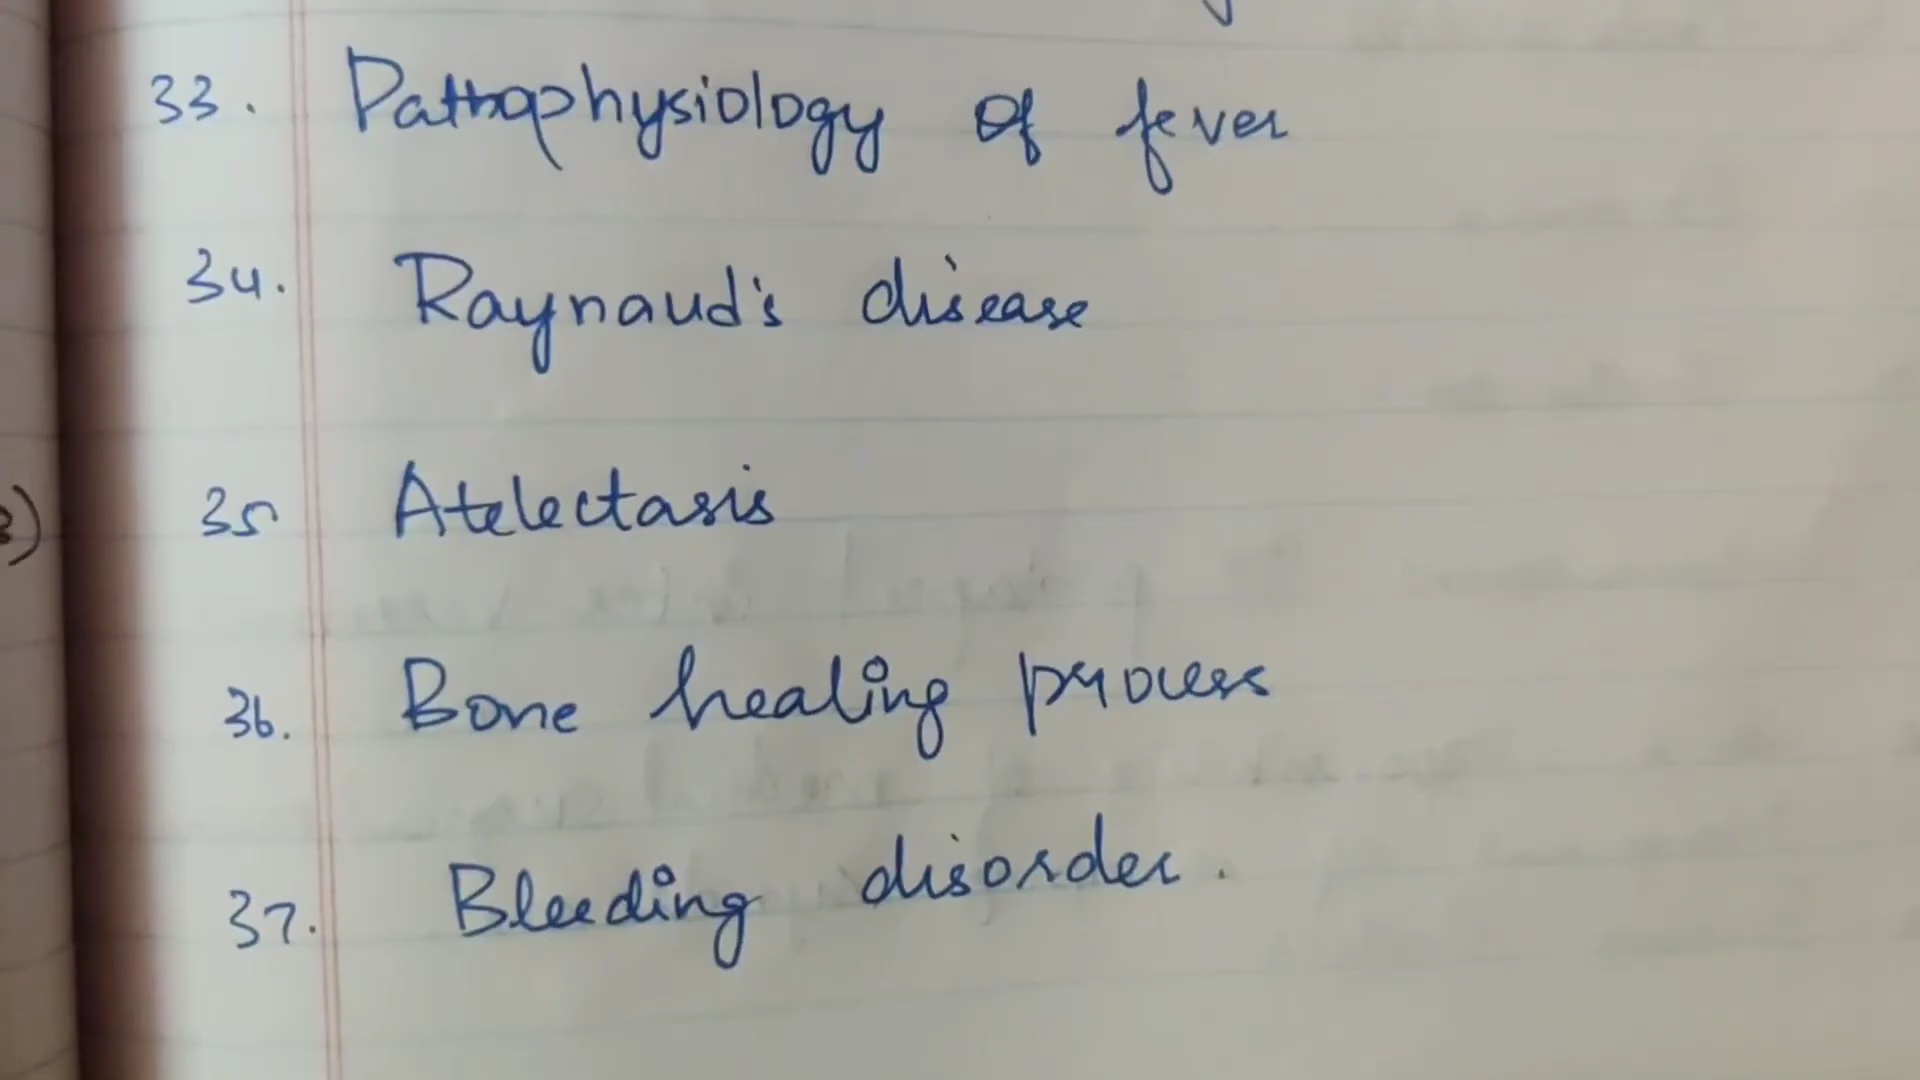 33. Pathophysiology of fever
34. Raynaud's disease
35 Atelectasis
36. Bone healing process
37. Bleeding disorder.